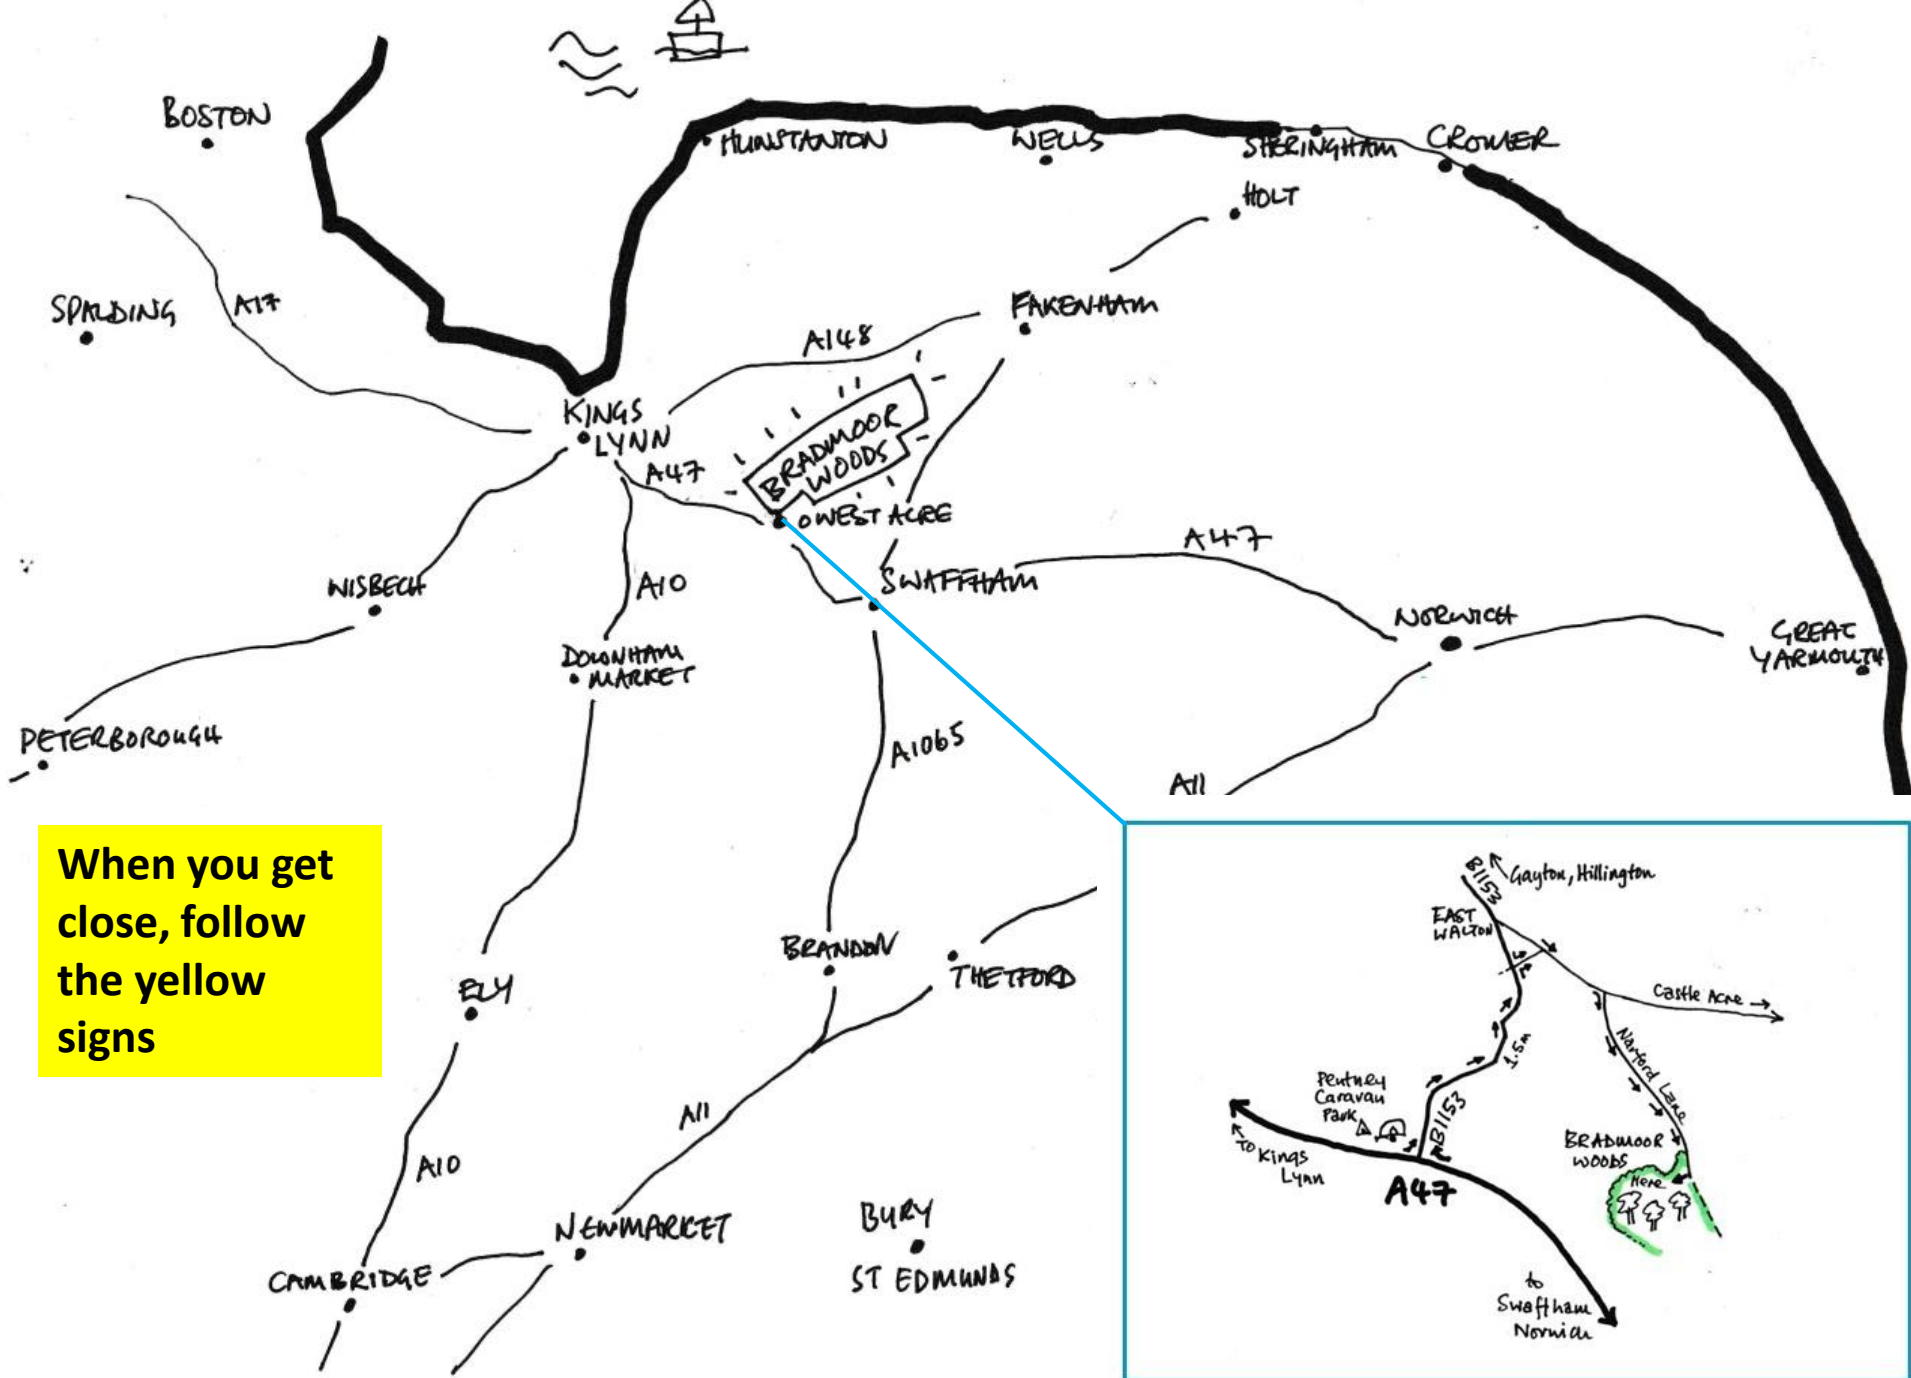 BOSTON
HUNSTANTON
WELLS
SHERINGHAM
CROMER
HOLT
SPALDING
A17
FAKENHAM
A148
KINGS
LYNN
BRADMOOR
WOODS
A47
WEST ACRE
A47
WISBECH
A10
SWAFFHAM
NORWICH
GREAT
YARMOUTH
DOWNHAM
MARKET
PETERBOROUGH
A1065
A11
When you get
close, follow
the yellow
signs
BRANDON
THETFORD
ELY
A11
A10
NEWMARKET
BURY
ST EDMUNDS
CAMBRIDGE
B1153
Gayton, Hillington
EAST
WALTON
Castle Acre
1.5m
Narford Lane
Pentney
Caravan
Park
B1153
BRADMOOR
WOODS
Here
TO Kings
Lynn
A47
to
Swaffham
Norwich